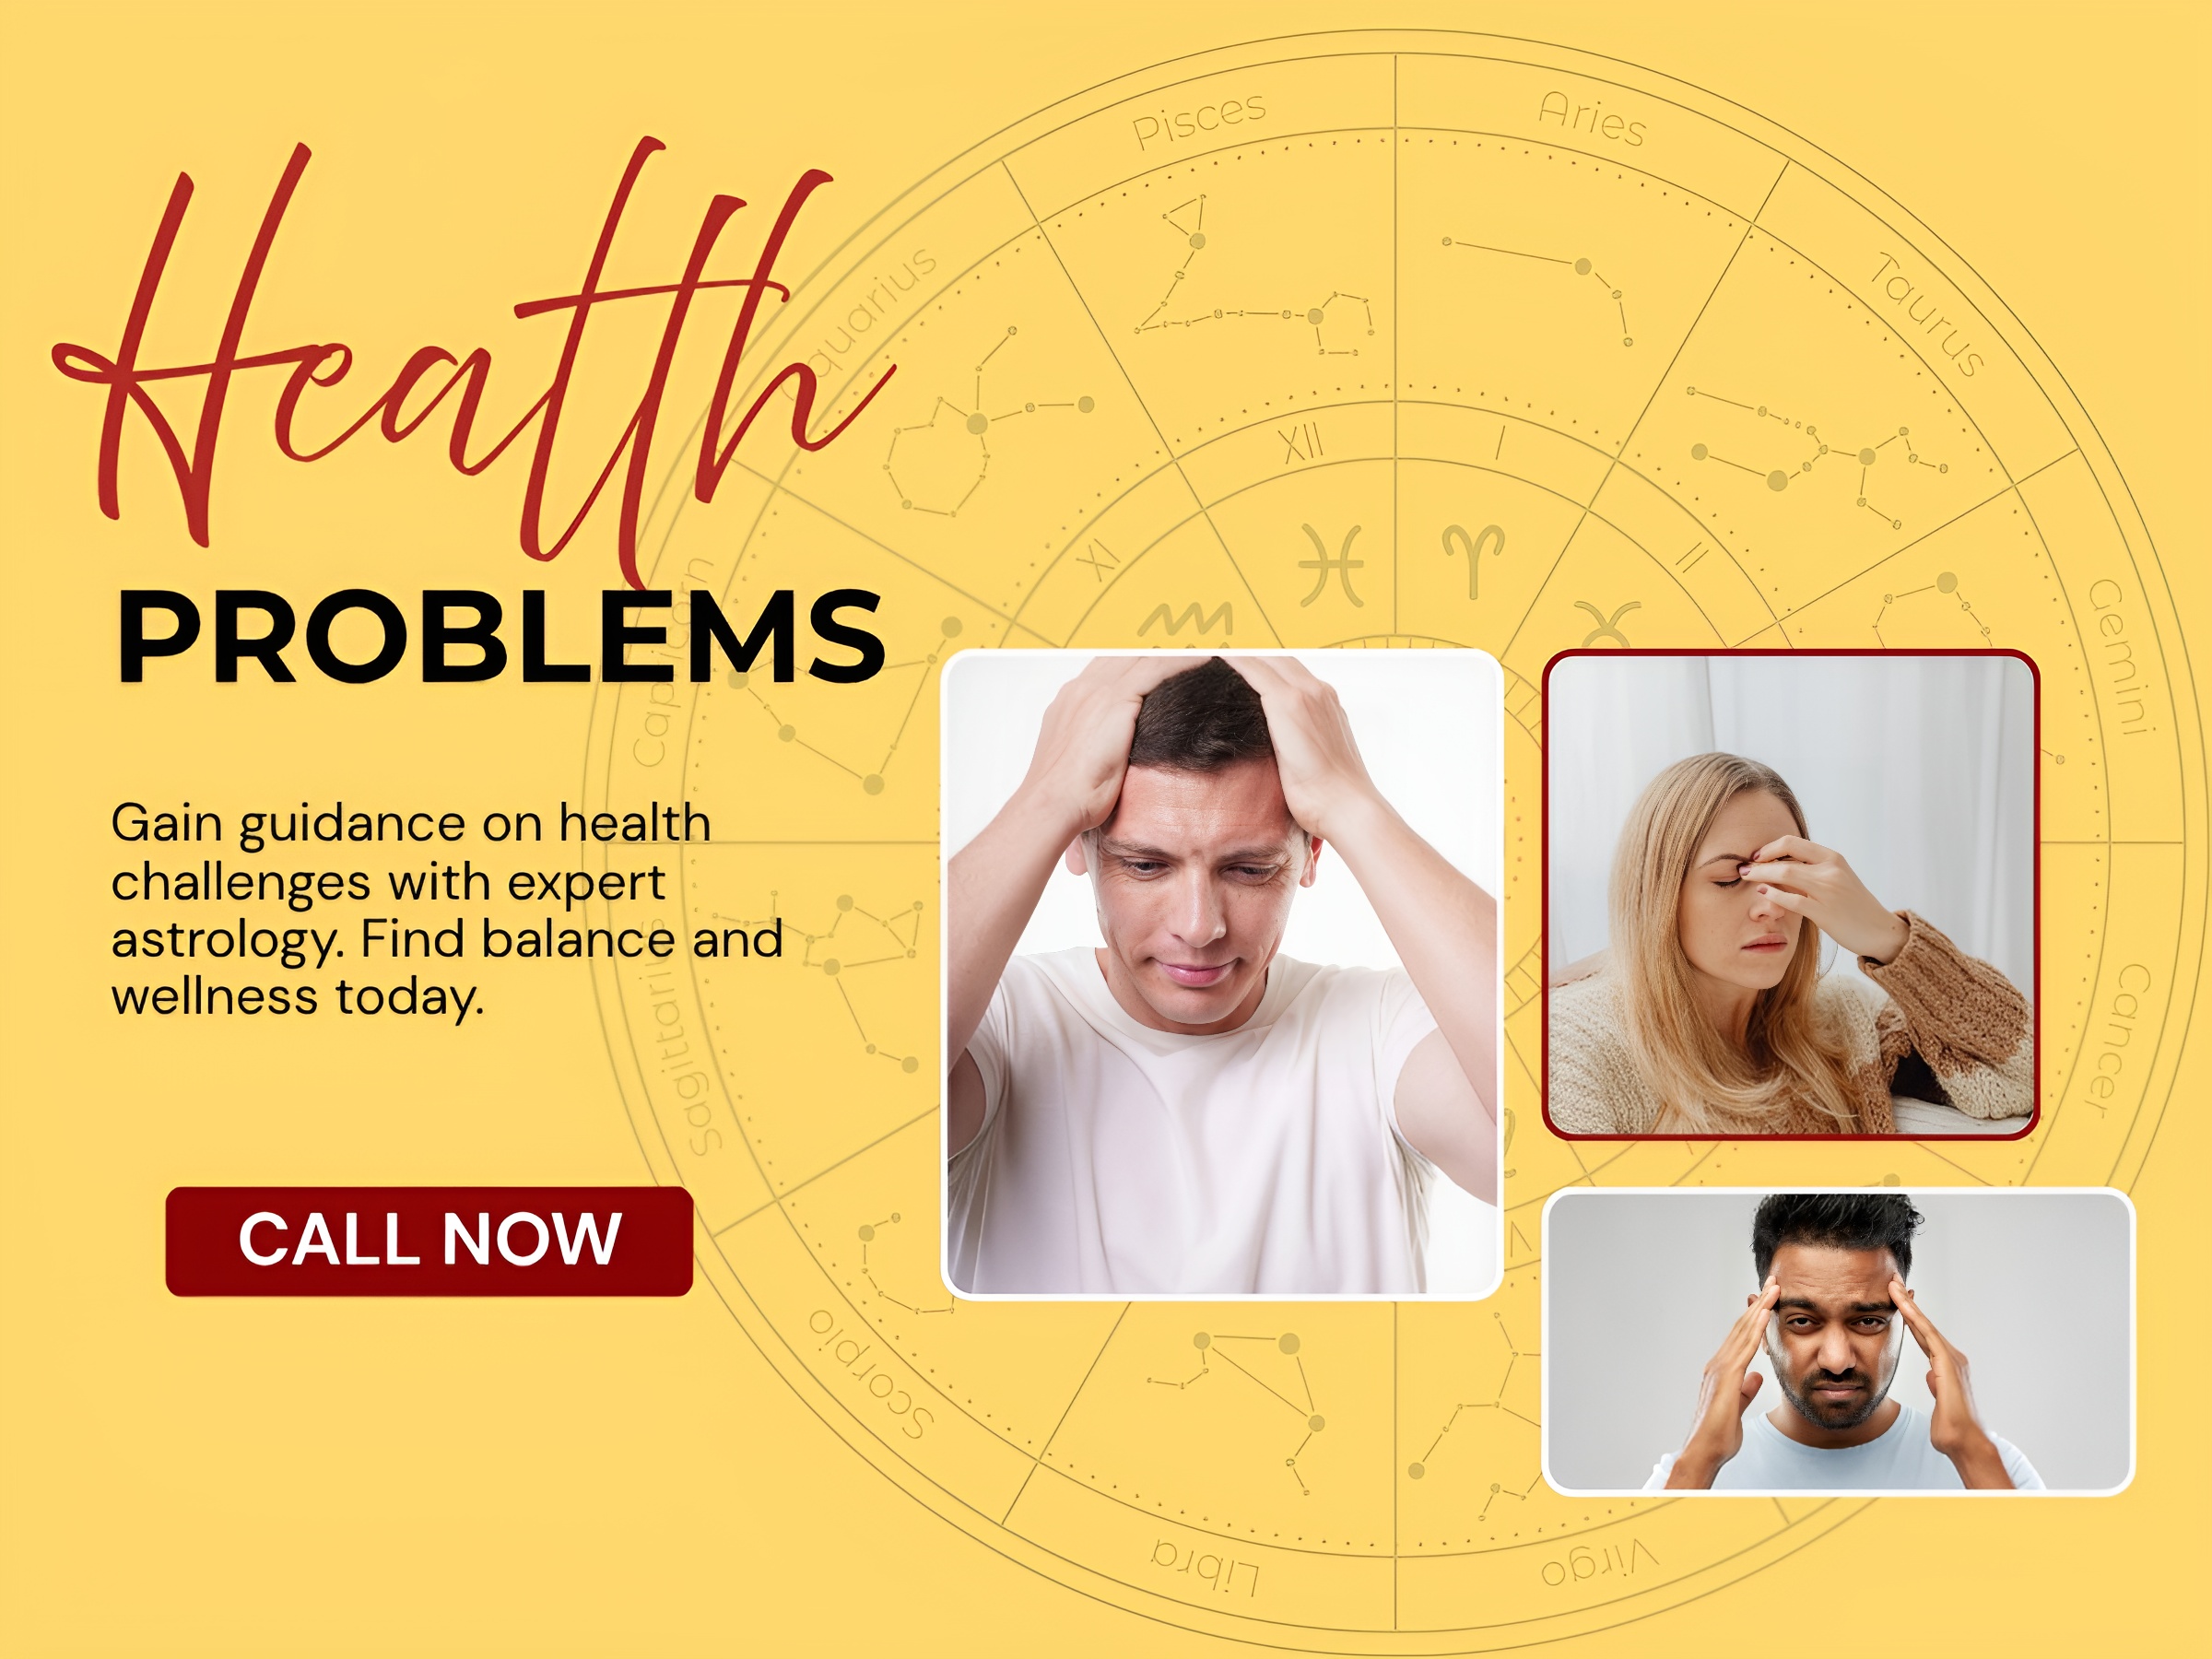 Health
PROBLEMS
Gain guidance on health
challenges with expert
astrology. Find balance and
wellness today.
CALL NOW
Pisces
Aries
Taurus
Gemini
Cancer
Virgo
Libra
Scorpio
Sagittarius
Capricorn
Aquarius
XII
I
II
XI